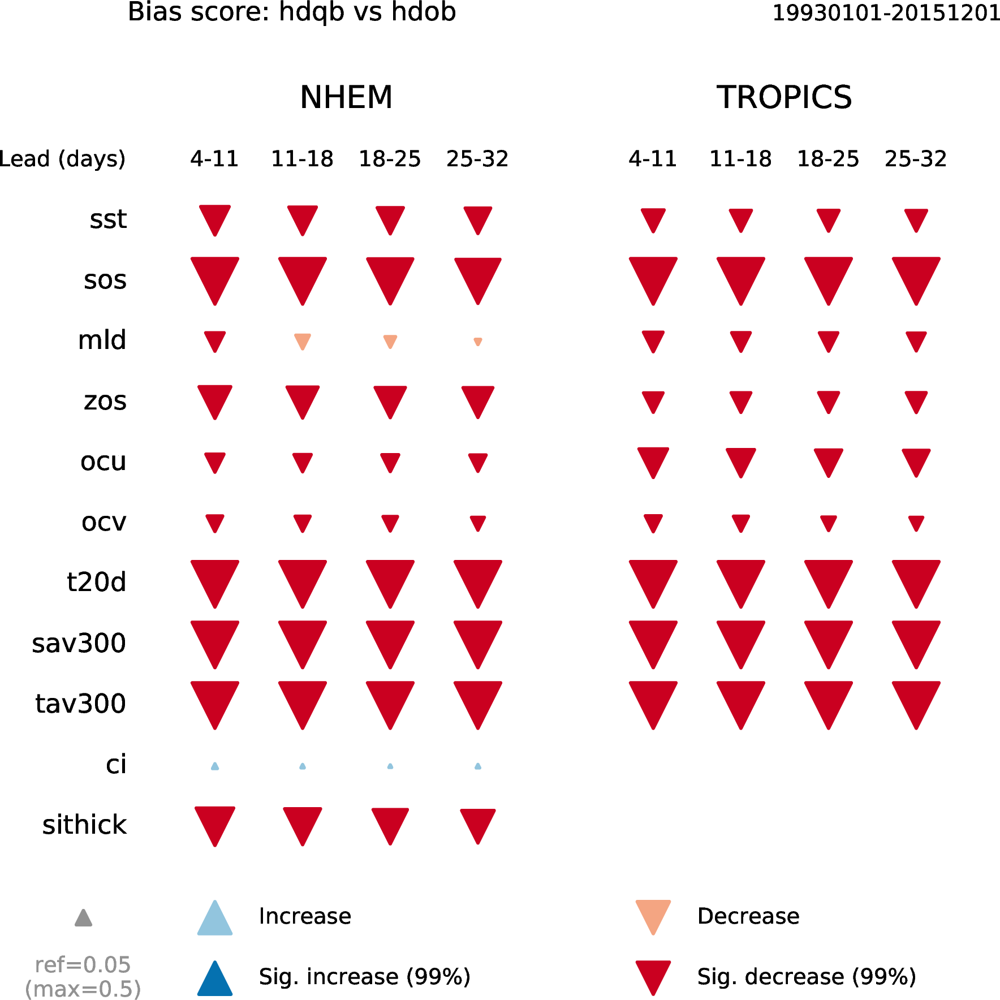 Bias score: hdqb vs hdob 19930101-20151201
NHEM TROPICS
Lead (days) 4-11 11-18 18-25 25-32 4-11 11-18 18-25 25-32
sst
sos
mld
zos
ocu
ocv
t20d
sav300
tav300
ci
sithick
Increase Decrease
ref=0.05
(max=0.5)
Sig. increase (99%) Sig. decrease (99%)